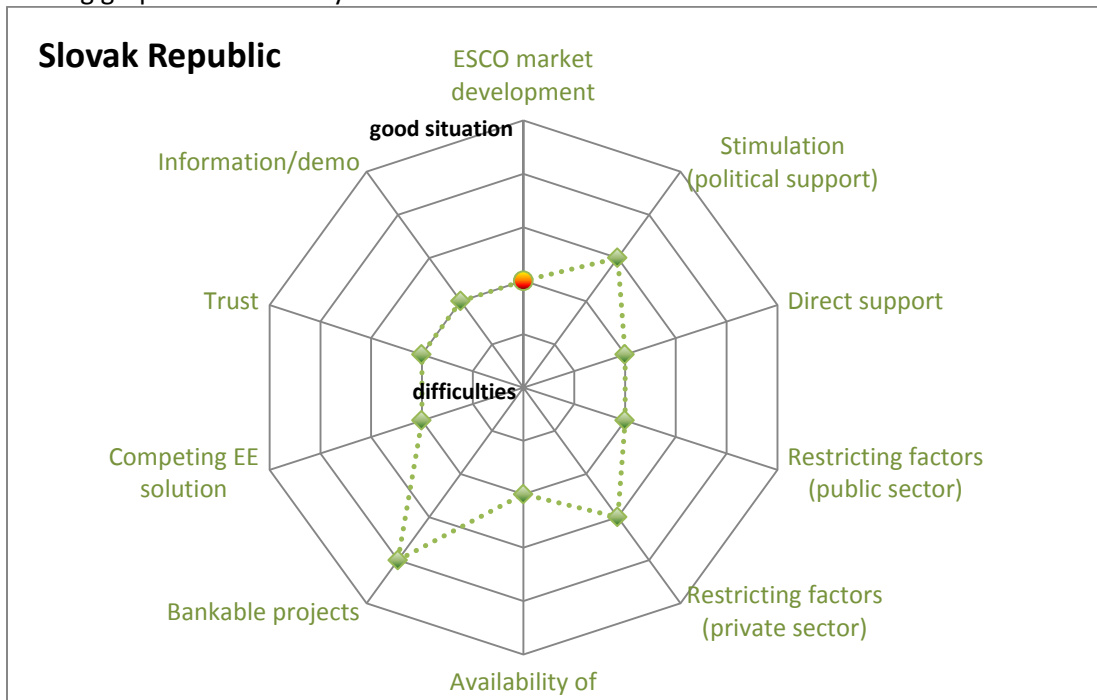 Slovak Republic
ESCO market
development
good situation
Information/demo
Stimulation
(political support)
Trust
Direct support
difficulties
Competing EE
solution
Restricting factors
(public sector)
Bankable projects
Restricting factors
(private sector)
Availability of